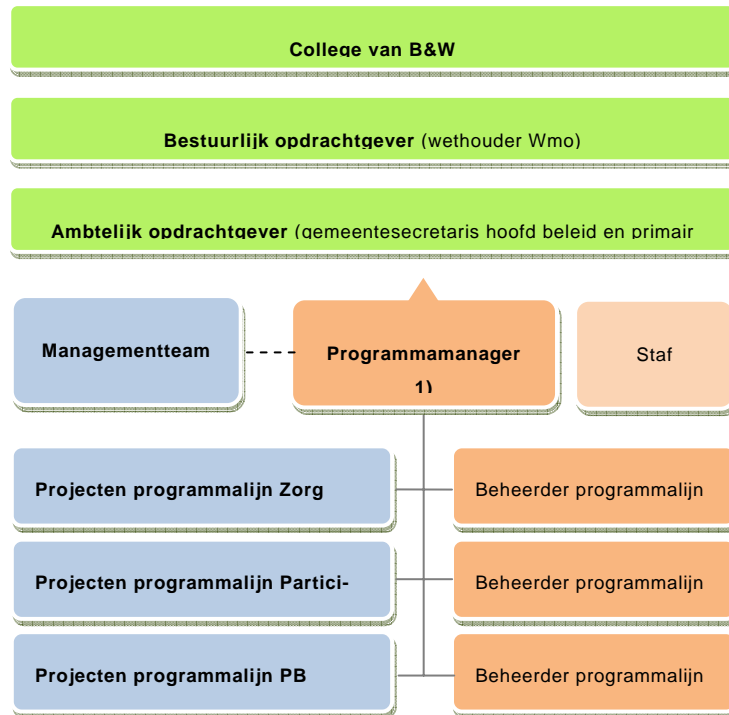 College van B&W
Bestuurlijk opdrachtgever (wethouder Wmo)
Ambtelijk opdrachtgever (gemeentesecretaris hoofd beleid en primair
Managementteam
Programmamanager
1)
Staf
Projecten programmalijn Zorg
Beheerder programmalijn
Projecten programmalijn Partici-
Beheerder programmalijn
Projecten programmalijn PB
Beheerder programmalijn